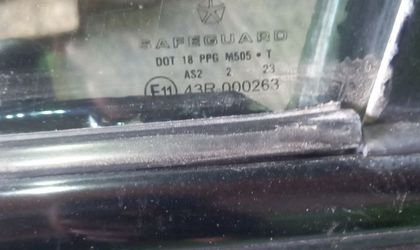 SAFEGUARD
DOT 18 PPG M505 • T
AS2 2 23
E11 43R 000263